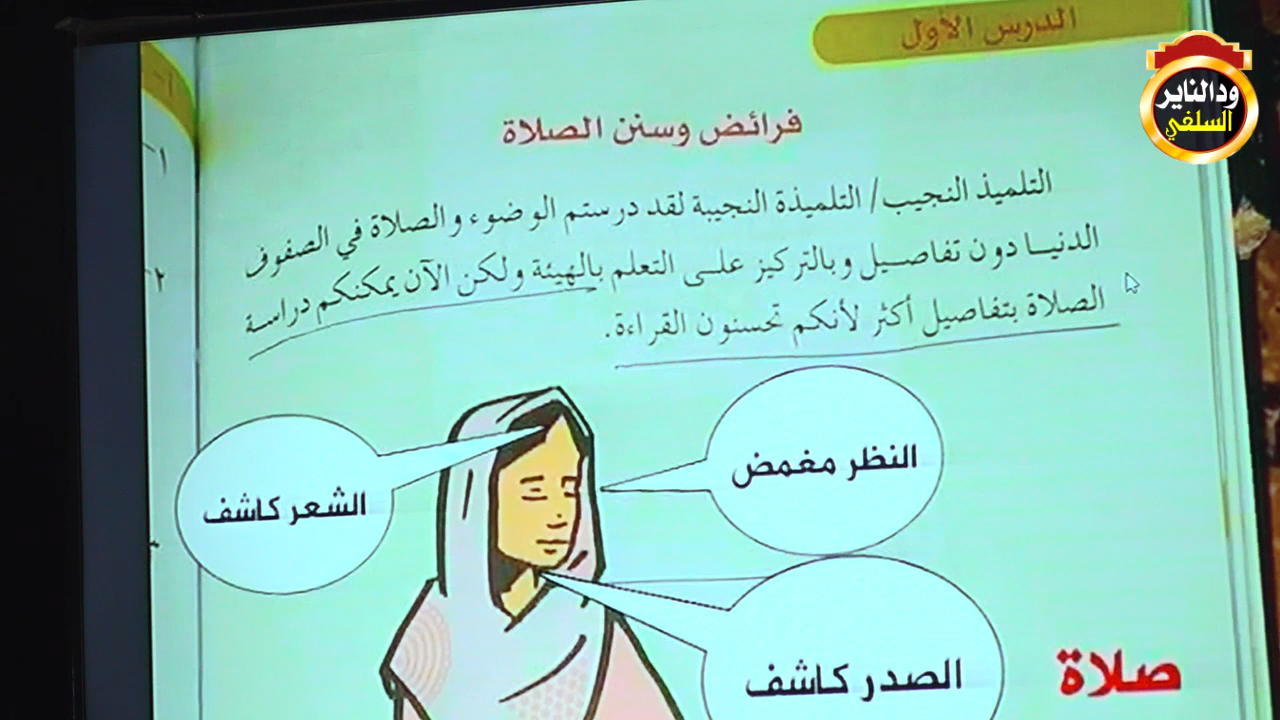 الدرس الأول
ودالناير
السلفي
فرائض وسنن الصلاة
١-
٢
التلميذ النجيب/ التلميذة النجيبة لقد درستم الوضوء والصلاة في الصفوف
الدنيا دون تفاصيل وبالتركيز على التعلم بالهيئة ولكن الآن يمكنكم دراسة
الصلاة بتفاصيل أكثر لأنكم تحسنون القراءة.
النظر مغمض
الشعر كاشف
الصدر كاشف
صلاة